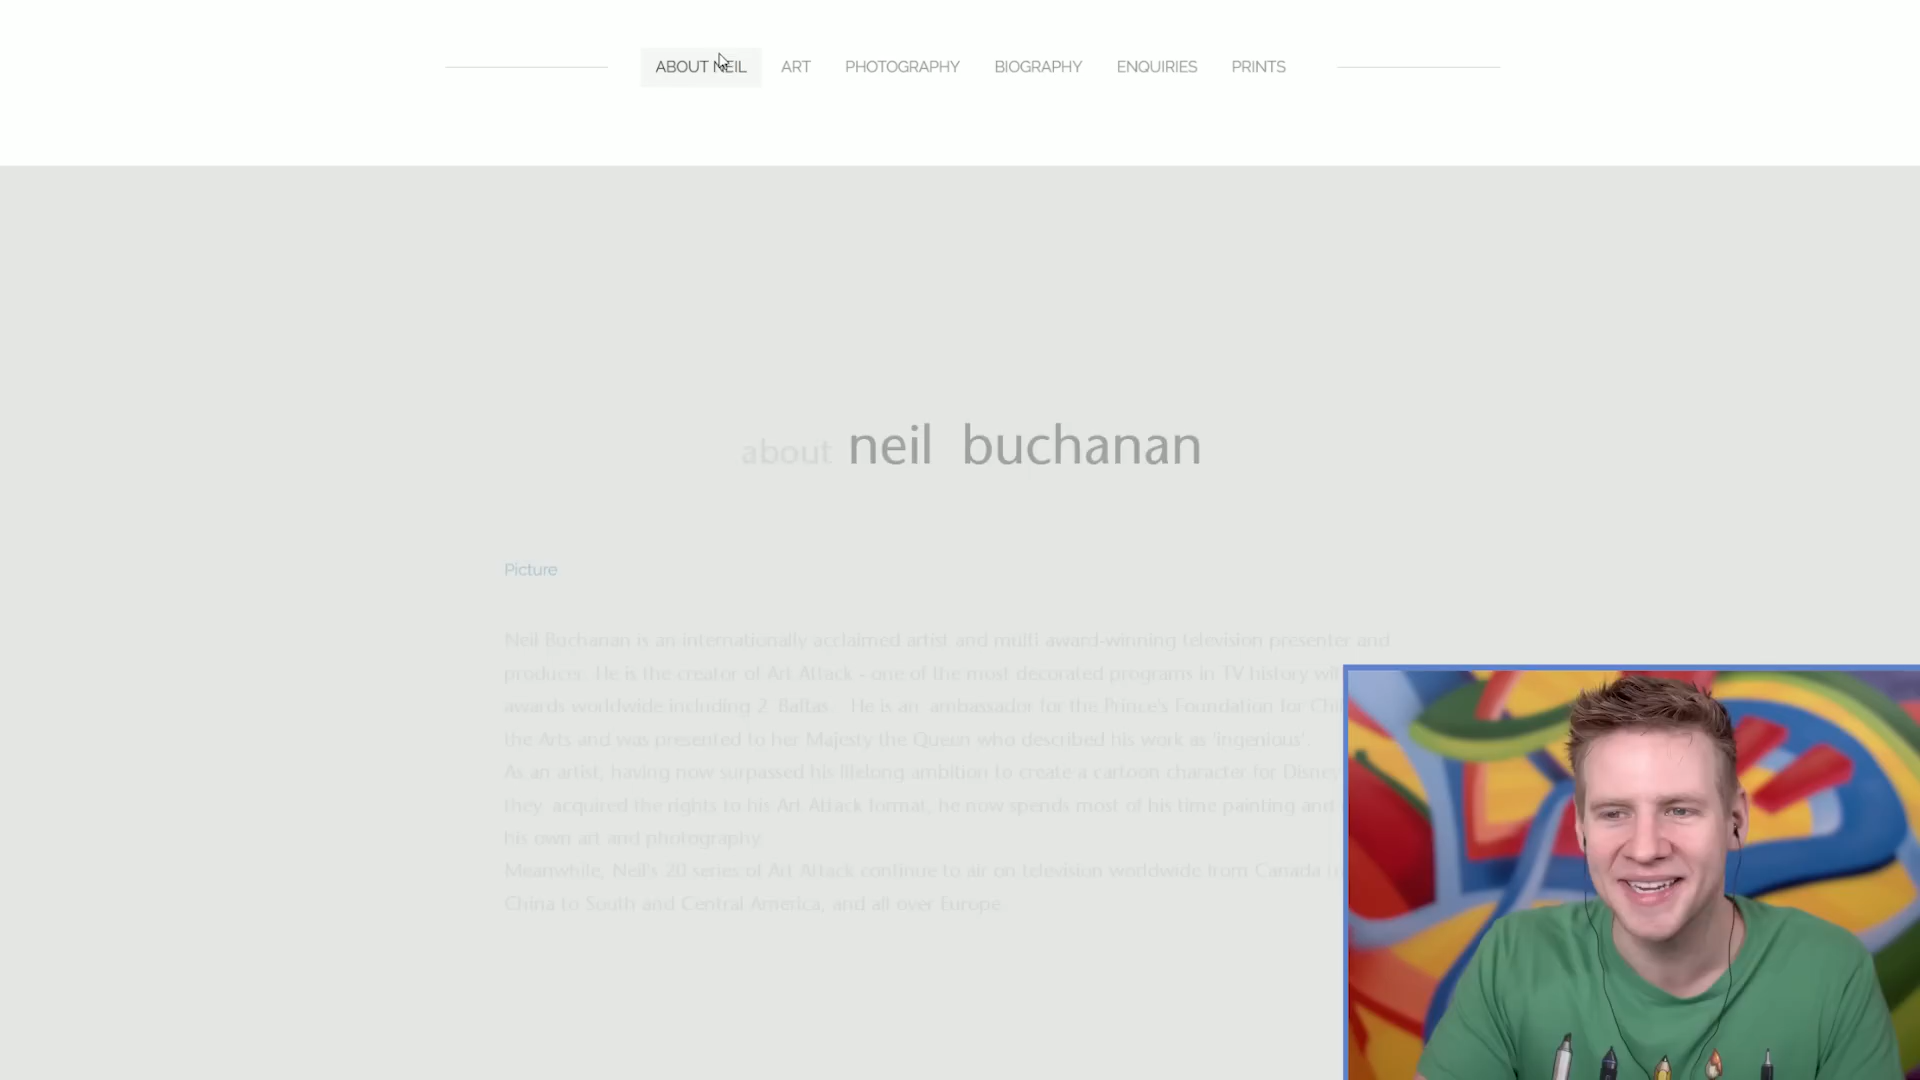 ABOUT NEIL ART PHOTOGRAPHY BIOGRAPHY ENQUIRIES PRINTS
about neil buchanan
Picture
Neil Buchanan is an internationally acclaimed artist and multi award-winning television presenter and
producer. He is the creator of Art Attack - one of the most decorated programs in TV history
awards worldwide including 2 Baftas. He is an ambassador for the Prince's Foundation for
the Arts and was presented to her Majesty the Queen who described his work as 'ingenious'.
As an artist, having now surpassed his lifelong ambition to create a cartoon character for Disney
they acquired the rights to his Art Attack format, he now spends most of his time painting and
his own art and photography.
Meanwhile, Neil's 20 series of Art Attack continue to air on television worldwide from Canada
China to South and Central America, and all over Europe.